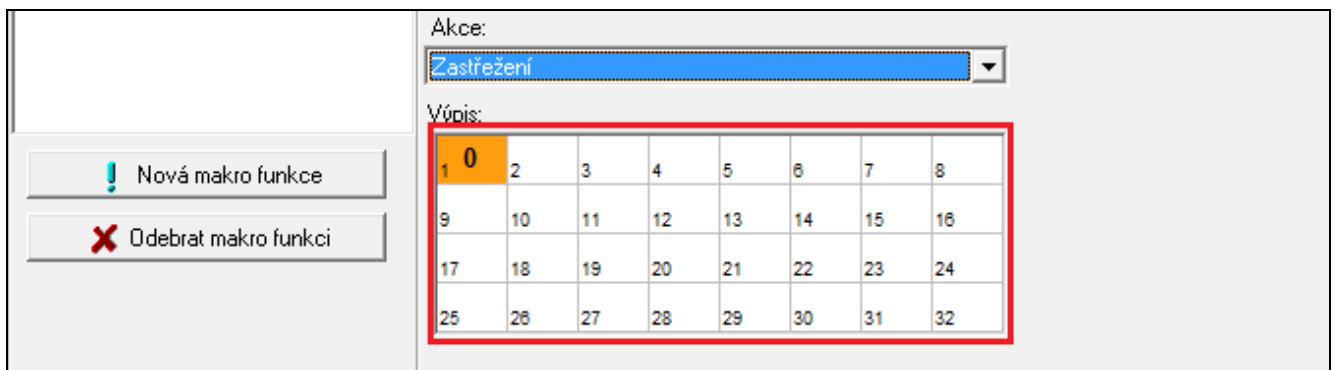 Akce:
Zastřežení
Výpis:
1 0 2 3 4 5 6 7 8
Nová makro funkce
9 10 11 12 13 14 15 16
Odebrat makro funkci
17 18 19 20 21 22 23 24
25 26 27 28 29 30 31 32